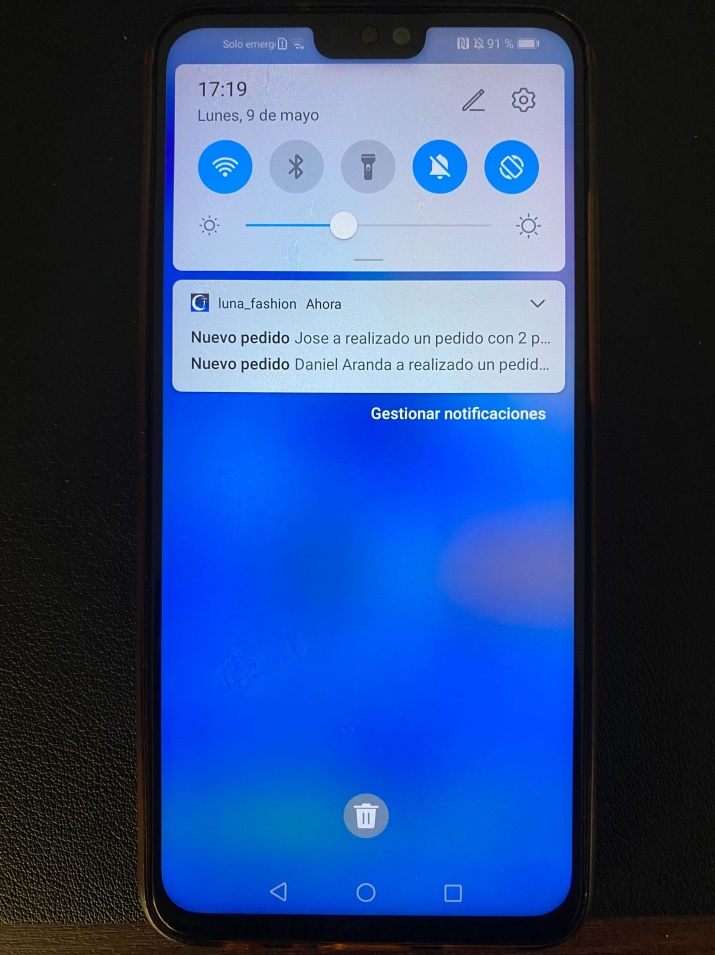 Solo emerg
91 %
17:19
Lunes, 9 de mayo
luna_fashion Ahora
Nuevo pedido Jose a realizado un pedido con 2 p...
Nuevo pedido Daniel Aranda a realizado un pedid...
Gestionar notificaciones